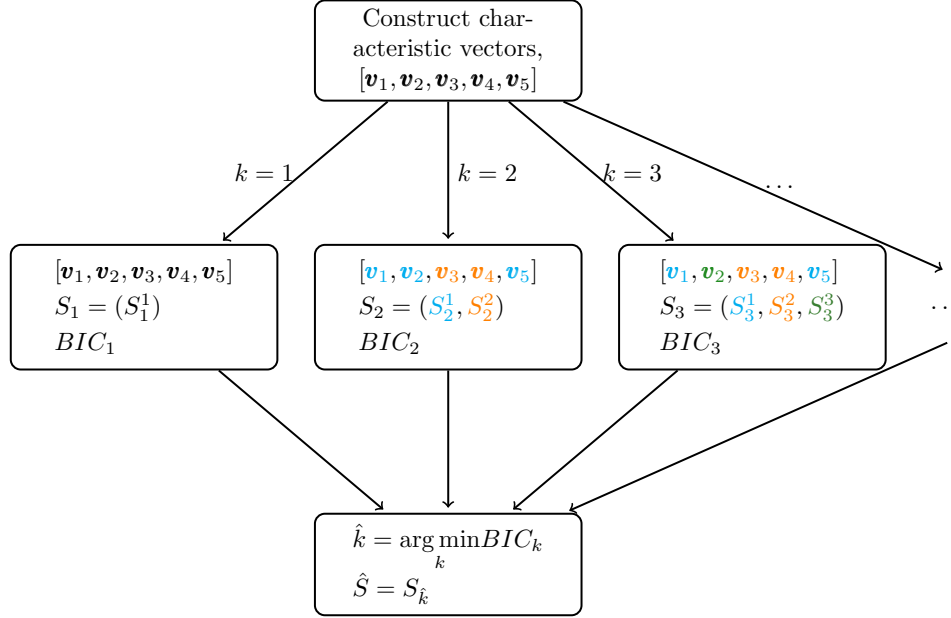 Construct char-
acteristic vectors,
[𝒗₁, 𝒗₂, 𝒗₃, 𝒗₄, 𝒗₅]
k = 1
k = 2
k = 3
. . .
[𝒗₁, 𝒗₂, 𝒗₃, 𝒗₄, 𝒗₅]
S₁ = (S₁¹)
BIC₁
[𝒗₁, 𝒗₂, 𝒗₃, 𝒗₄, 𝒗₅]
S₂ = (S₂¹, S₂²)
BIC₂
[𝒗₁, 𝒗₂, 𝒗₃, 𝒗₄, 𝒗₅]
S₃ = (S₃¹, S₃², S₃³)
BIC₃
. .
k̂ = arg min BICₖ
k
Ŝ = S_k̂